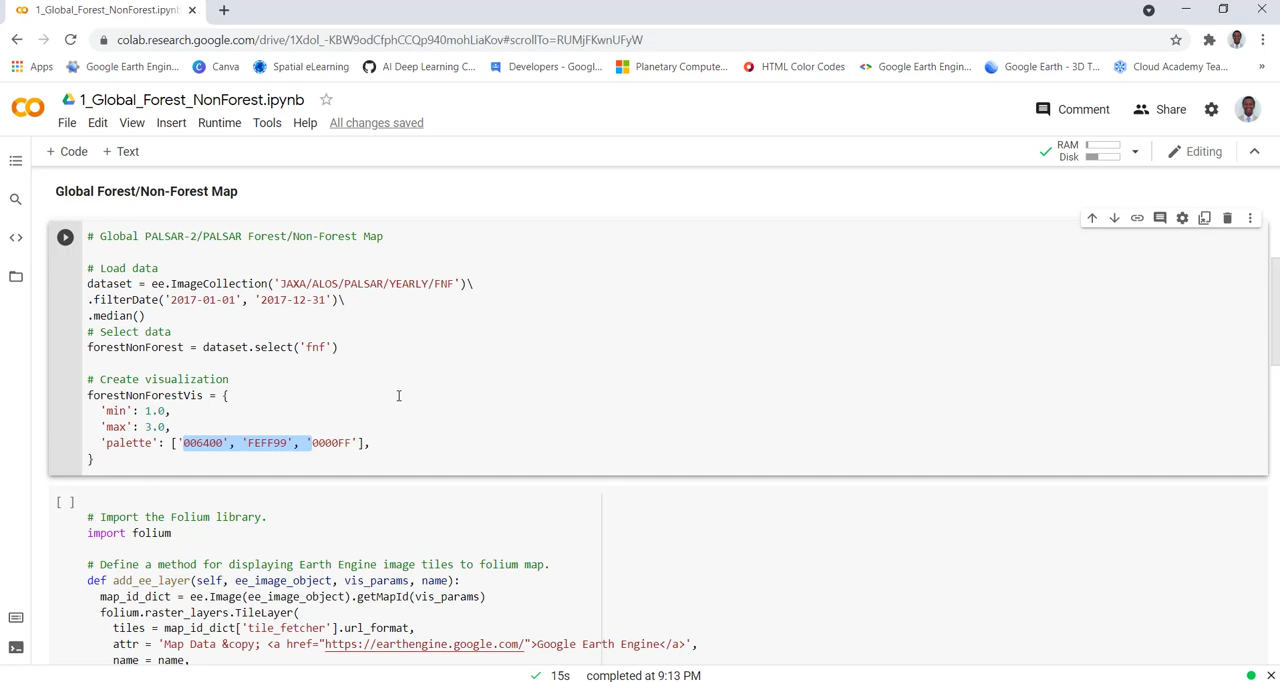 1_Global_Forest_NonForest.ipynb
colab.research.google.com/drive/1Xdol_-KBW9odCfphCCQp940mohLiaKov#scrollTo=RUMjFKwnUFyW
Apps Google Earth Engin... Canva Spatial eLearning AI Deep Learning C... Developers - Googl... Planetary Compute... HTML Color Codes Google Earth Engin... Google Earth - 3D T... Cloud Academy Tea... »
CO 1_Global_Forest_NonForest.ipynb
Comment Share
File Edit View Insert Runtime Tools Help All changes saved
+ Code + Text
RAM
Disk
Editing
Global Forest/Non-Forest Map
# Global PALSAR-2/PALSAR Forest/Non-Forest Map
# Load data
dataset = ee.ImageCollection('JAXA/ALOS/PALSAR/YEARLY/FNF')\
.filterDate('2017-01-01', '2017-12-31')\
.median()
# Select data
forestNonForest = dataset.select('fnf')
# Create visualization
forestNonForestVis = {
'min': 1.0,
'max': 3.0,
'palette': ['006400', 'FEFF99', '0000FF'],
}
[ ]
# Import the Folium library.
import folium
# Define a method for displaying Earth Engine image tiles to folium map.
def add_ee_layer(self, ee_image_object, vis_params, name):
map_id_dict = ee.Image(ee_image_object).getMapId(vis_params)
folium.raster_layers.TileLayer(
tiles = map_id_dict['tile_fetcher'].url_format,
attr = 'Map Data &copy; <a href="https://earthengine.google.com/">Google Earth Engine</a>',
name = name,
15s completed at 9:13 PM